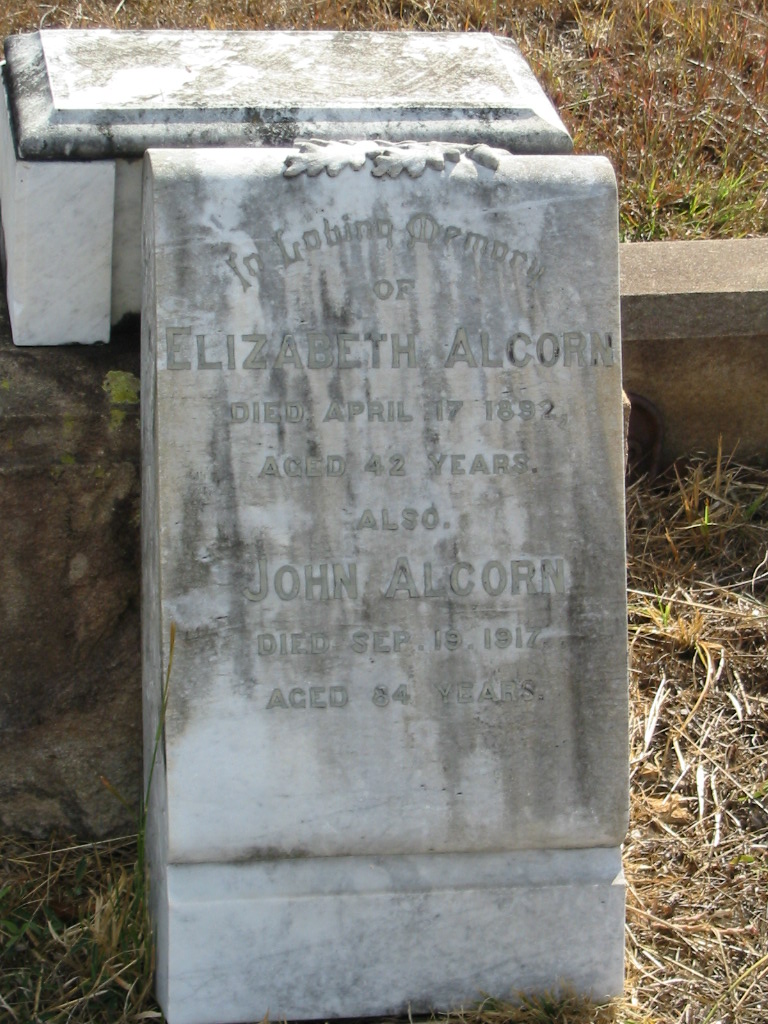 In Loving Memory
OF
ELIZABETH ALCORN
DIED APRIL 17 1892,
AGED 42 YEARS.
ALSO.
JOHN ALCORN
DIED SEP. 19. 1917.
AGED 84 YEARS.